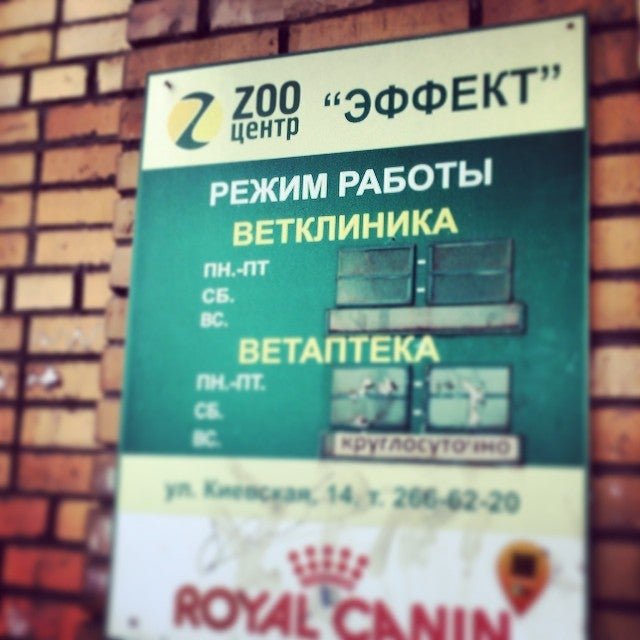 ZOO
центр
“ЭФФЕКТ”
РЕЖИМ РАБОТЫ
ВЕТКЛИНИКА
ПН.-ПТ
СБ.
ВС.
ВЕТАПТЕКА
ПН.-ПТ.
СБ.
ВС.
круглосуточно
ул. Киевская, 14, т. 266-62-20
ROYAL CANIN